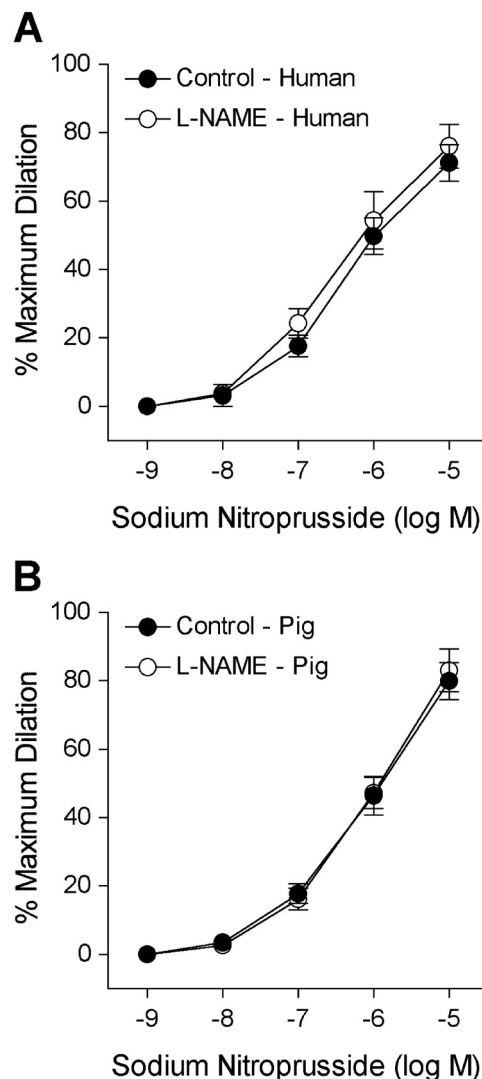 A
100
80
60
40
20
0
% Maximum Dilation
Control - Human
L-NAME - Human
-9 -8 -7 -6 -5
Sodium Nitroprusside (log M)
B
100
80
60
40
20
0
% Maximum Dilation
Control - Pig
L-NAME - Pig
-9 -8 -7 -6 -5
Sodium Nitroprusside (log M)